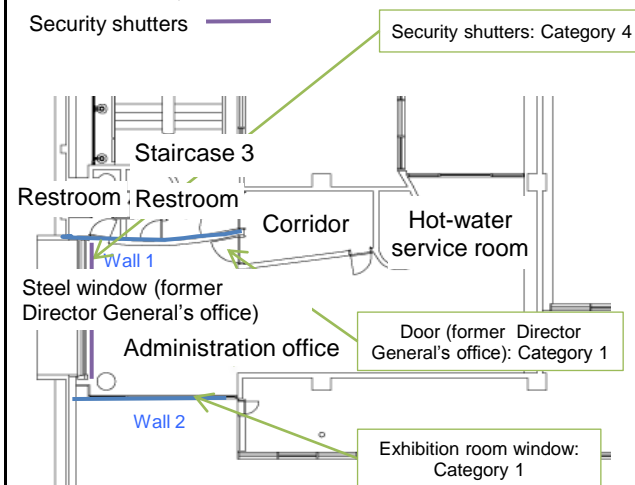 Security shutters
Security shutters: Category 4
Staircase 3
Restroom
Restroom
Corridor
Hot-water
service room
Wall 1
Steel window (former
Director General's office)
Door (former Director
General's office): Category 1
Administration office
Wall 2
Exhibition room window:
Category 1